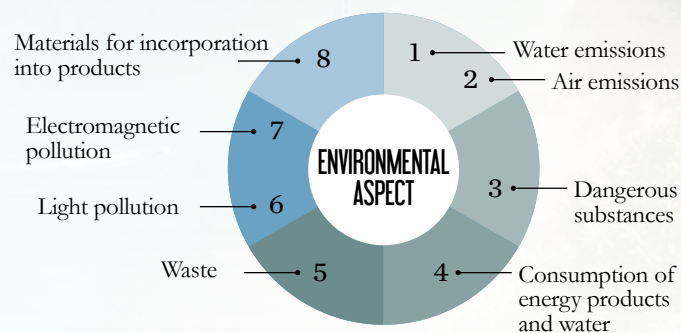 Materials for incorporation
into products
8
1
Water emissions
2
Air emissions
Electromagnetic
pollution
7
ENVIRONMENTAL
ASPECT
3
Dangerous
substances
Light pollution
6
Waste
5
4
Consumption of
energy products
and water